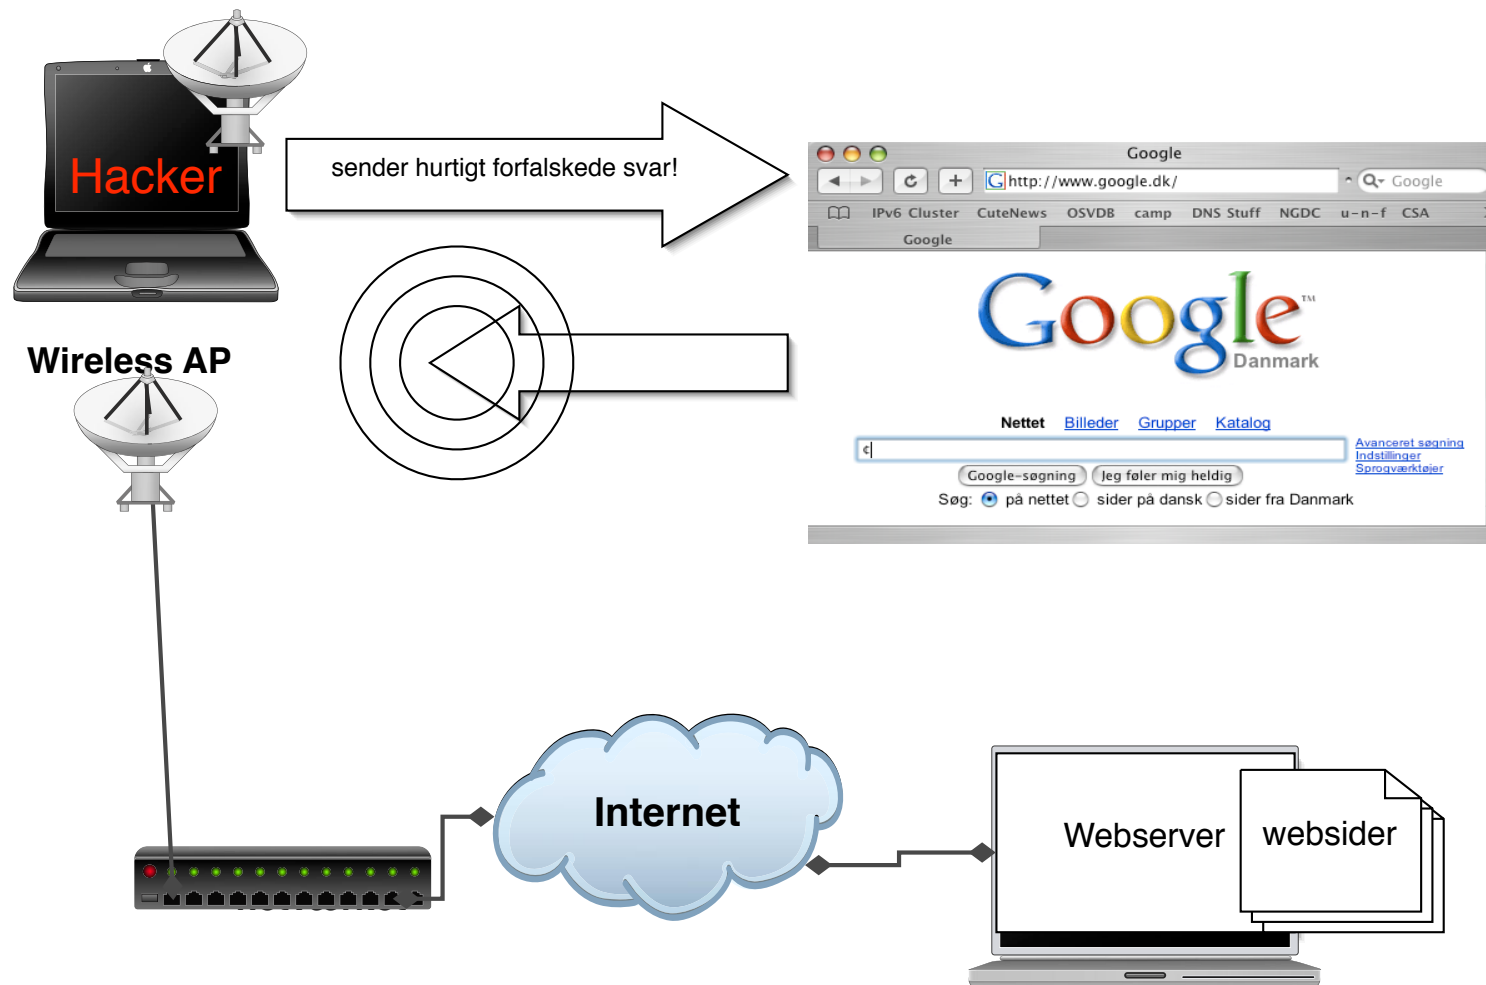 Hacker
sender hurtigt forfalskede svar!
Wireless AP
Google
http://www.google.dk/
Google
IPv6 Cluster CuteNews OSVDB camp DNS Stuff NGDC u-n-f CSA
Google
Google™
Danmark
Nettet Billeder Grupper Katalog
¢
Avanceret søgning
Indstillinger
Sprogværktøjer
Google-søgning Jeg føler mig heldig
Søg: på nettet sider på dansk sider fra Danmark
Internet
Webserver
websider